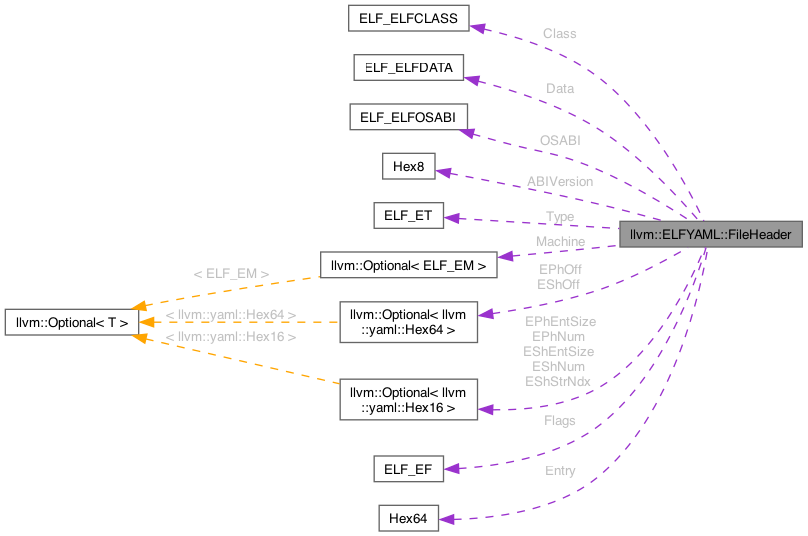 ELF_ELFCLASS
Class
ELF_ELFDATA
Data
ELF_ELFOSABI
OSABI
Hex8
ABIVersion
ELF_ET
Type
llvm::ELFYAML::FileHeader
Machine
llvm::Optional< ELF_EM >
< ELF_EM >
EPhOff
EShOff
llvm::Optional< T >
< llvm::yaml::Hex64 >
llvm::Optional< llvm
::yaml::Hex64 >
< llvm::yaml::Hex16 >
EPhEntSize
EPhNum
EShEntSize
EShNum
EShStrNdx
llvm::Optional< llvm
::yaml::Hex16 >
Flags
ELF_EF
Entry
Hex64